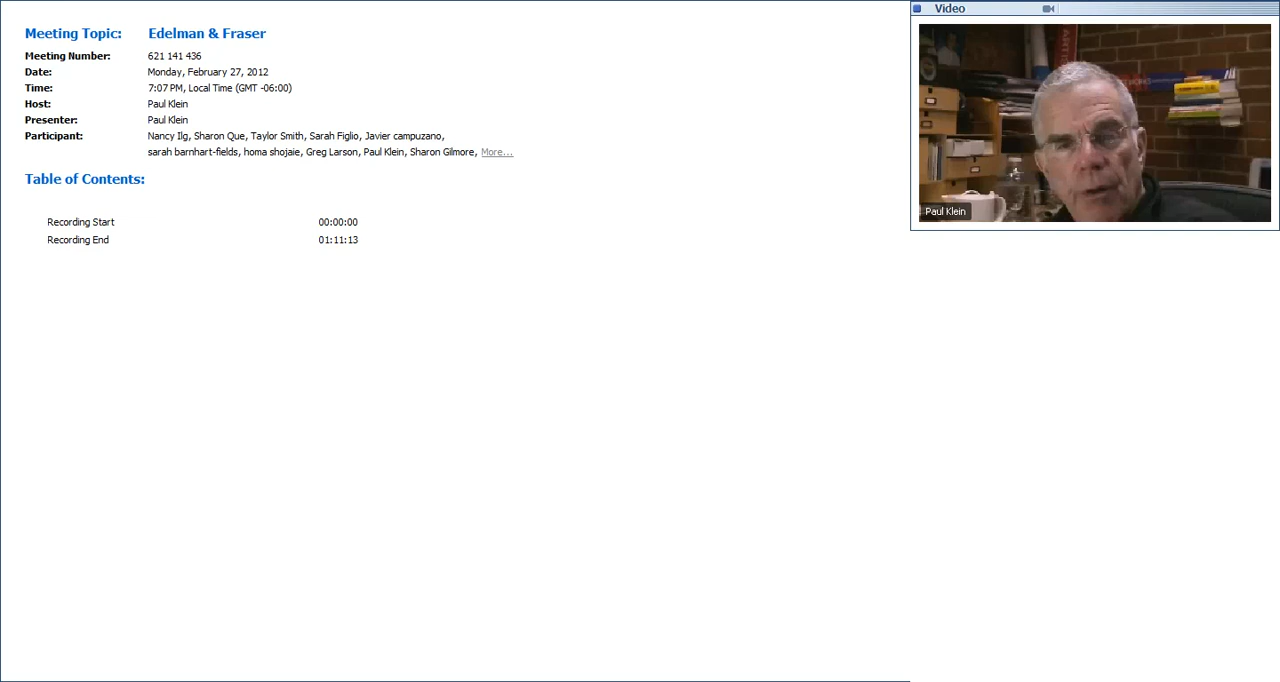 Meeting Topic: Edelman & Fraser
Meeting Number: 621 141 436
Date: Monday, February 27, 2012
Time: 7:07 PM, Local Time (GMT -06:00)
Host: Paul Klein
Presenter: Paul Klein
Participant: Nancy Ilg, Sharon Que, Taylor Smith, Sarah Figlio, Javier campuzano,
sarah barnhart-fields, homa shojaie, Greg Larson, Paul Klein, Sharon Gilmore, More...
Table of Contents:
Recording Start 00:00:00
Recording End 01:11:13
Video
Paul Klein